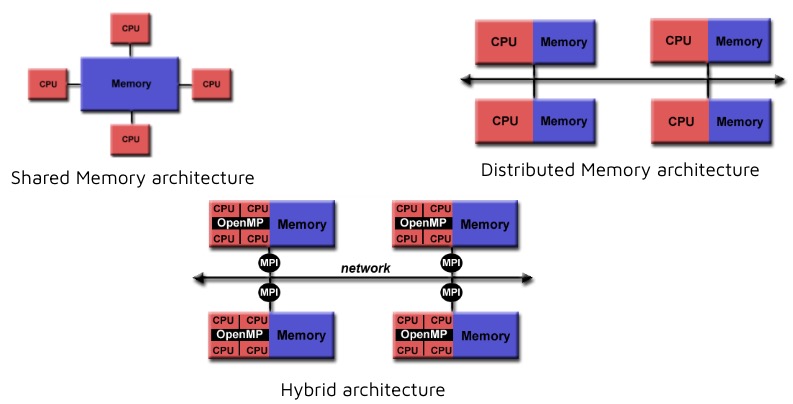 CPU
CPU
Memory
CPU
CPU
Shared Memory architecture
CPU Memory
CPU Memory
CPU Memory
CPU Memory
Distributed Memory architecture
CPU CPU
OpenMP
CPU CPU
Memory
CPU CPU
OpenMP
CPU CPU
Memory
MPI
MPI
network
MPI
MPI
CPU CPU
OpenMP
CPU CPU
Memory
CPU CPU
OpenMP
CPU CPU
Memory
Hybrid architecture